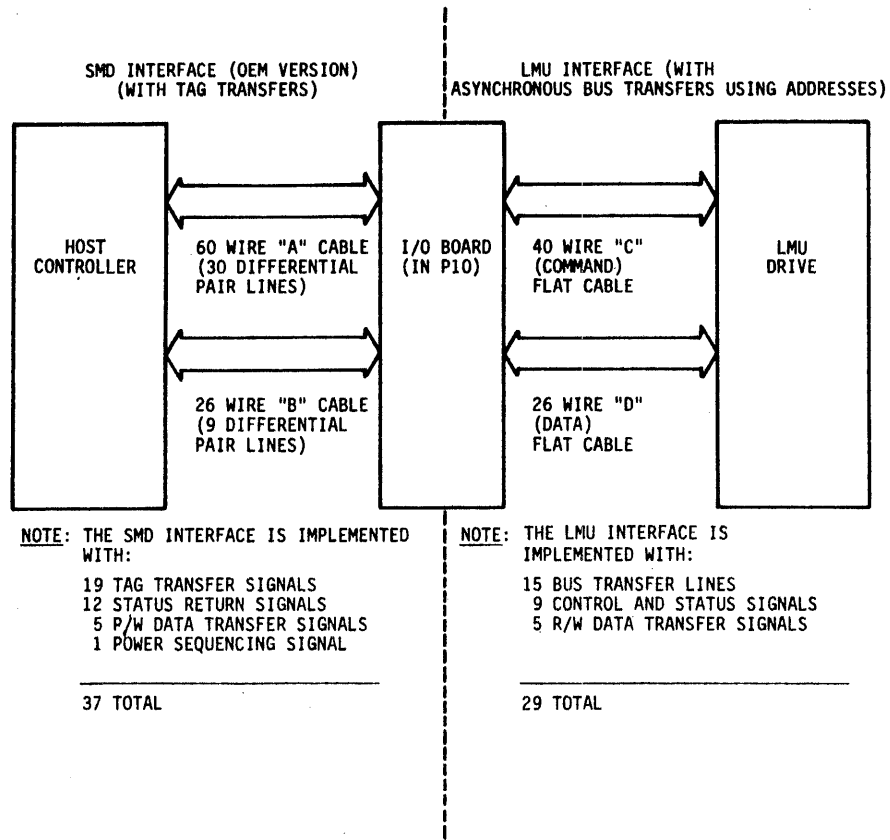 SMD INTERFACE (OEM VERSION)
(WITH TAG TRANSFERS)
LMU INTERFACE (WITH
ASYNCHRONOUS BUS TRANSFERS USING ADDRESSES)
HOST
CONTROLLER
60 WIRE "A" CABLE
(30 DIFFERENTIAL
PAIR LINES)
26 WIRE "B" CABLE
(9 DIFFERENTIAL
PAIR LINES)
I/O BOARD
(IN PIO)
40 WIRE "C"
(COMMAND)
FLAT CABLE
26 WIRE "D"
(DATA)
FLAT CABLE
LMU
DRIVE
NOTE: THE SMD INTERFACE IS IMPLEMENTED
WITH:
19 TAG TRANSFER SIGNALS
12 STATUS RETURN SIGNALS
5 P/W DATA TRANSFER SIGNALS
1 POWER SEQUENCING SIGNAL
37 TOTAL
NOTE: THE LMU INTERFACE IS
IMPLEMENTED WITH:
15 BUS TRANSFER LINES
9 CONTROL AND STATUS SIGNALS
5 R/W DATA TRANSFER SIGNALS
29 TOTAL